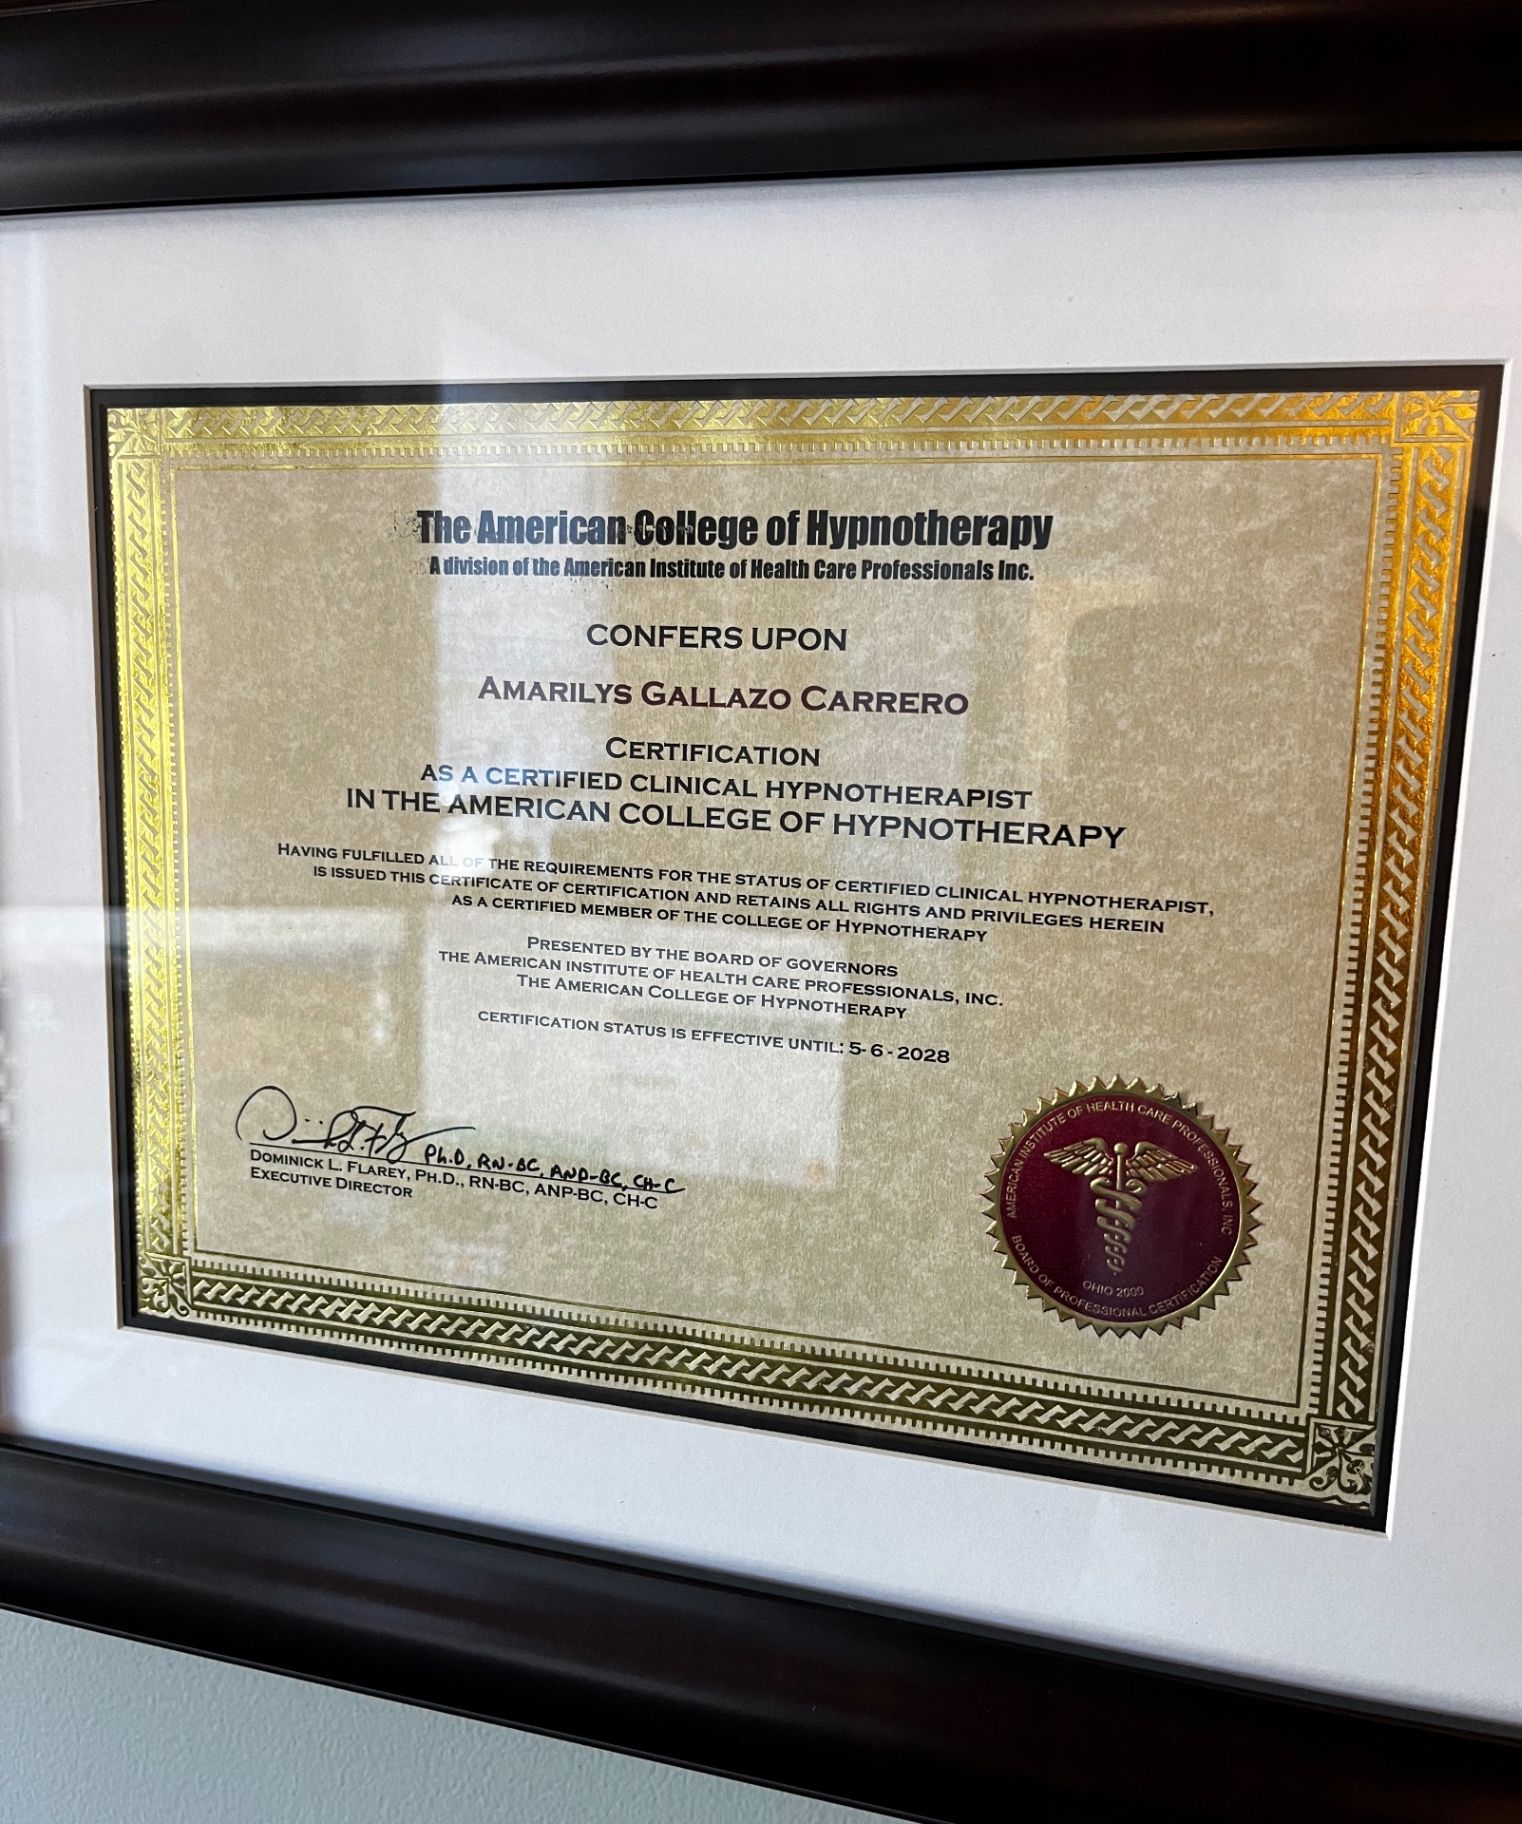 The American College of Hypnotherapy
A division of the American Institute of Health Care Professionals Inc.
CONFERS UPON
AMARILYS GALLAZO CARRERO
CERTIFICATION
AS A CERTIFIED CLINICAL HYPNOTHERAPIST
IN THE AMERICAN COLLEGE OF HYPNOTHERAPY
HAVING FULFILLED ALL OF THE REQUIREMENTS FOR THE STATUS OF CERTIFIED CLINICAL HYPNOTHERAPIST,
IS ISSUED THIS CERTIFICATE OF CERTIFICATION AND RETAINS ALL RIGHTS AND PRIVILEGES HEREIN
AS A CERTIFIED MEMBER OF THE COLLEGE OF HYPNOTHERAPY
PRESENTED BY THE BOARD OF GOVERNORS
THE AMERICAN INSTITUTE OF HEALTH CARE PROFESSIONALS, INC.
THE AMERICAN COLLEGE OF HYPNOTHERAPY
CERTIFICATION STATUS IS EFFECTIVE UNTIL: 5-6-2028
Ph.D, RN-BC, ANP-BC, CH-C
DOMINICK L. FLAREY, PH.D., RN-BC, ANP-BC, CH-C
EXECUTIVE DIRECTOR
AMERICAN INSTITUTE OF HEALTH CARE PROFESSIONALS, INC.
OHIO 2000
BOARD OF PROFESSIONAL CERTIFICATION